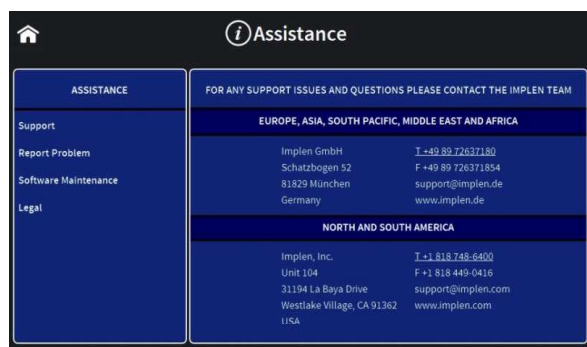 Assistance
ASSISTANCE
Support
Report Problem
Software Maintenance
Legal
FOR ANY SUPPORT ISSUES AND QUESTIONS PLEASE CONTACT THE IMPLEN TEAM
EUROPE, ASIA, SOUTH PACIFIC, MIDDLE EAST AND AFRICA
Implen GmbH T +49 89 72637180
Schatzbogen 52 F +49 89 726371854
81829 München support@implen.de
Germany www.implen.de
NORTH AND SOUTH AMERICA
Implen, Inc. T +1 818 748-6400
Unit 104 F +1 818 449-0416
31194 La Baya Drive support@implen.com
Westlake Village, CA 91362 www.implen.com
USA